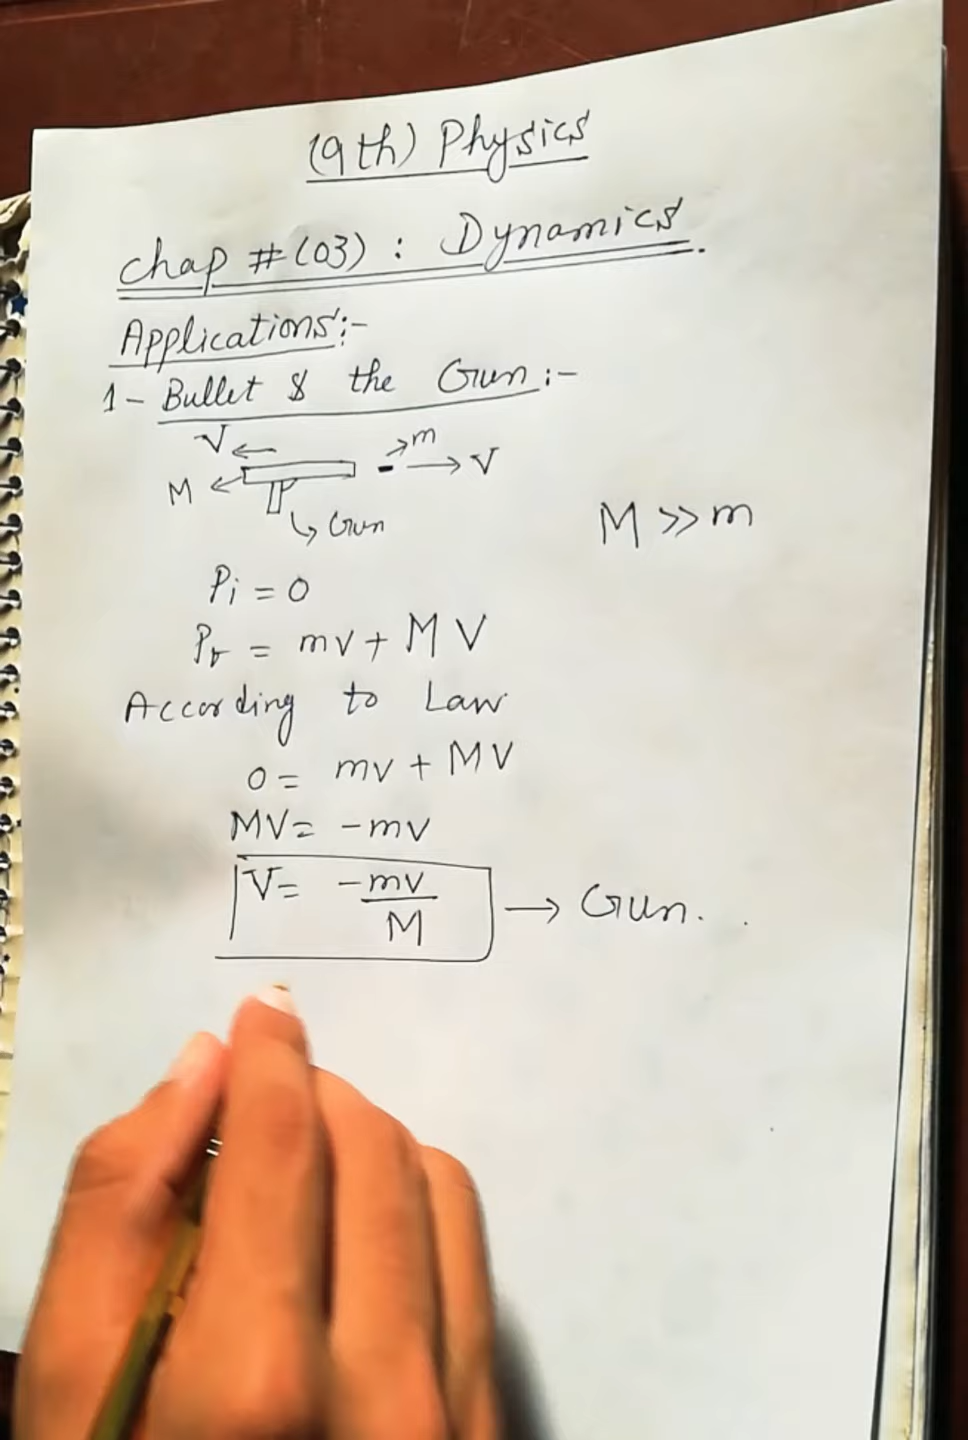 (9th) Physics
Chap #(03) : Dynamics.
Applications:-
1- Bullet & the Gun:-
V m
M V
Gun
M >> m
Pi = 0
Pf = mv + MV
According to Law
0 = mv + MV
MV = -mv
V = -mv/M → Gun.